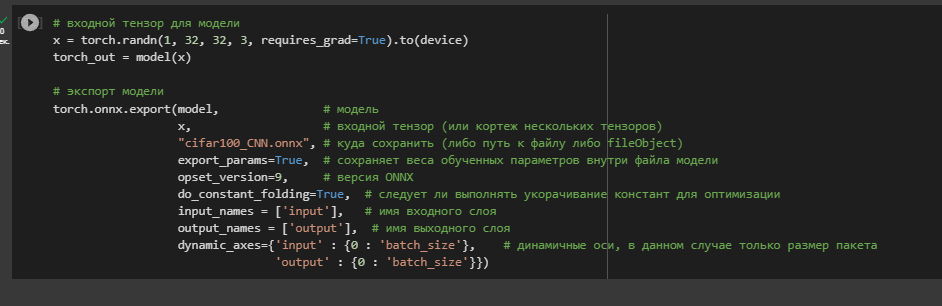 # входной тензор для модели
x = torch.randn(1, 32, 32, 3, requires_grad=True).to(device)
torch_out = model(x)
# экспорт модели
torch.onnx.export(model, # модель
x, # входной тензор (или кортеж нескольких тензоров)
"cifar100_CNN.onnx", # куда сохранить (либо путь к файлу либо fileObject)
export_params=True, # сохраняет веса обученных параметров внутри файла модели
opset_version=9, # версия ONNX
do_constant_folding=True, # следует ли выполнять укорачивание констант для оптимизации
input_names = ['input'], # имя входного слоя
output_names = ['output'], # имя выходного слоя
dynamic_axes={'input' : {0 : 'batch_size'}, # динамичные оси, в данном случае только размер пакета
'output' : {0 : 'batch_size'}})